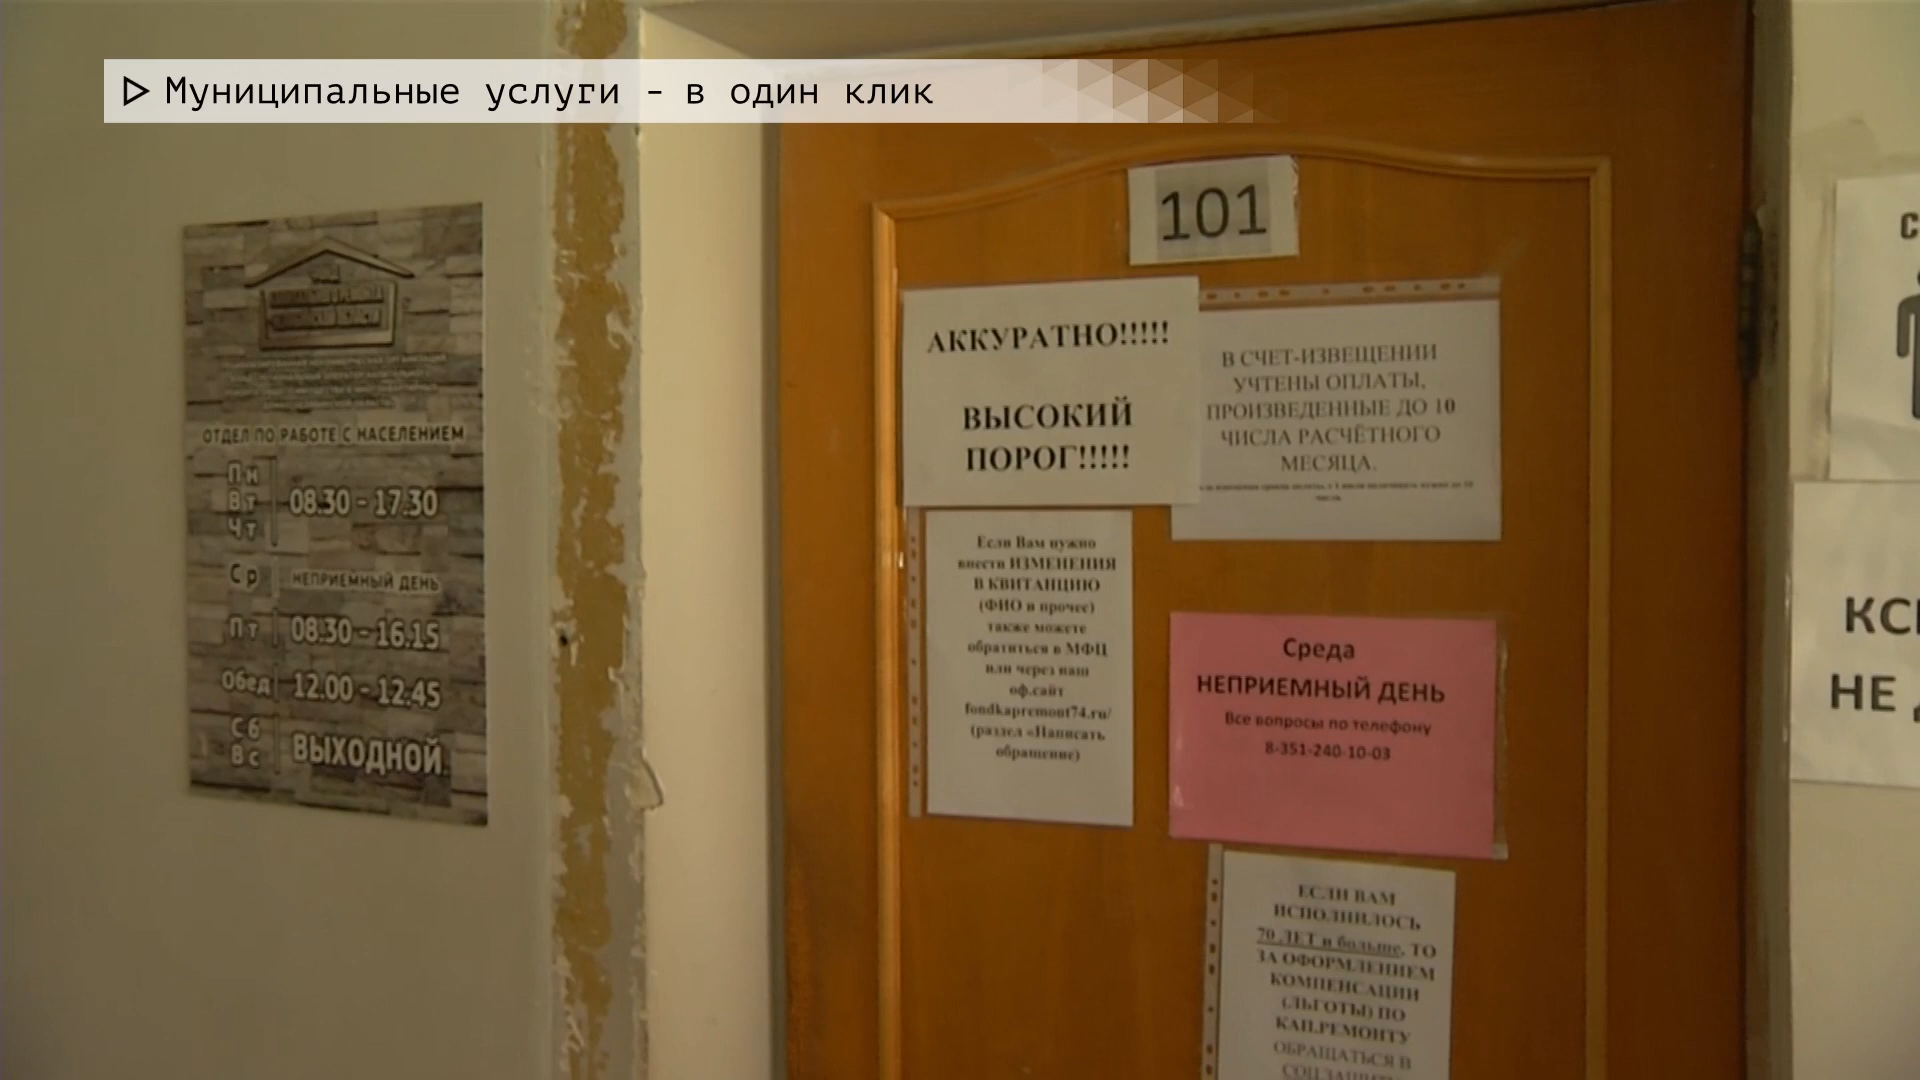 Муниципальные услуги - в один клик
ОТДЕЛ ПО РАБОТЕ С НАСЕЛЕНИЕМ
Пн
Вт
Чт
08.30 - 17.30
Ср
НЕПРИЕМНЫЙ ДЕНЬ
Пт
08.30 - 16.15
Обед
12.00 - 12.45
Сб
Вс
ВЫХОДНОЙ
101
АККУРАТНО!!!!!
ВЫСОКИЙ
ПОРОГ!!!!!
В СЧЕТ-ИЗВЕЩЕНИИ
УЧТЕНЫ ОПЛАТЫ,
ПРОИЗВЕДЕННЫЕ ДО 10
ЧИСЛА РАСЧЁТНОГО
МЕСЯЦА.
Если Вам нужно
внести ИЗМЕНЕНИЯ
В КВИТАНЦИЮ
(ФИО и прочес)
также можете
обратиться в МФЦ
или через наш
оф.сайт
fondkapremont74.ru/
(раздел «Написать
обращение)
Среда
НЕПРИЕМНЫЙ ДЕНЬ
Все вопросы по телефону
8-351-240-10-03
ЕСЛИ ВАМ
ИСПОЛНИЛОСЬ
70 ЛЕТ и больше, ТО
ЗА ОФОРМЛЕНИЕМ
КОМПЕНСАЦИИ
(ЛЬГОТЫ) ПО
КАП.РЕМОНТУ
ОБРАЩАТЬСЯ В
КС
НЕ